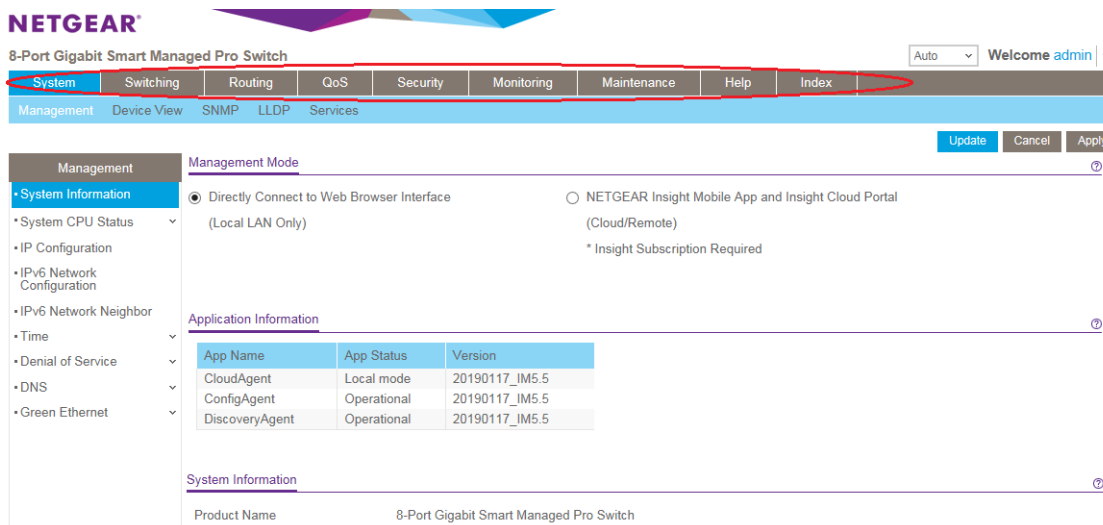 NETGEAR®
8-Port Gigabit Smart Managed Pro Switch
Auto
Welcome admin
System Switching Routing QoS Security Monitoring Maintenance Help Index
Management Device View SNMP LLDP Services
Update Cancel Apply
Management
System Information
System CPU Status
IP Configuration
IPv6 Network
Configuration
IPv6 Network Neighbor
Time
Denial of Service
DNS
Green Ethernet
Management Mode
Directly Connect to Web Browser Interface
(Local LAN Only)
NETGEAR Insight Mobile App and Insight Cloud Portal
(Cloud/Remote)
* Insight Subscription Required
Application Information
App Name App Status Version
CloudAgent Local mode 20190117_IM5.5
ConfigAgent Operational 20190117_IM5.5
DiscoveryAgent Operational 20190117_IM5.5
System Information
Product Name 8-Port Gigabit Smart Managed Pro Switch